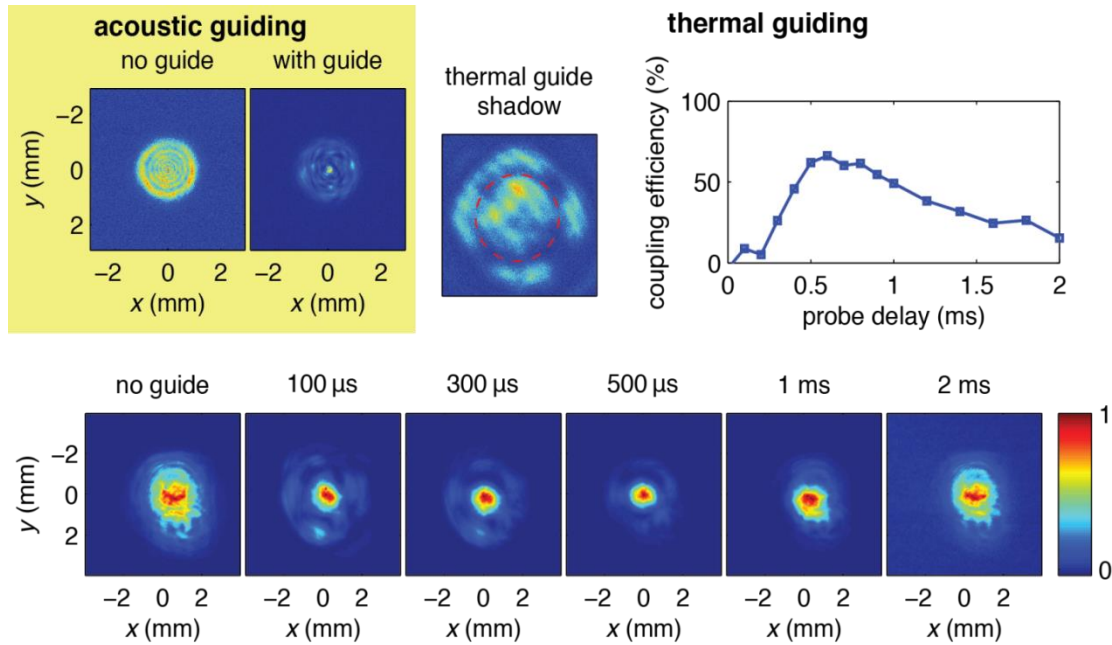 acoustic guiding
no guide
with guide
−2
0
2
y (mm)
−2 0 2
−2 0 2
x (mm)
x (mm)
thermal guiding
thermal guide
shadow
coupling efficiency (%)
100
50
0
0 0.5 1 1.5 2
probe delay (ms)
no guide 100 µs 300 µs 500 µs 1 ms 2 ms
−2
0
2
y (mm)
−2 0 2
−2 0 2
−2 0 2
−2 0 2
−2 0 2
−2 0 2
x (mm)
x (mm)
x (mm)
x (mm)
x (mm)
x (mm)
1
0